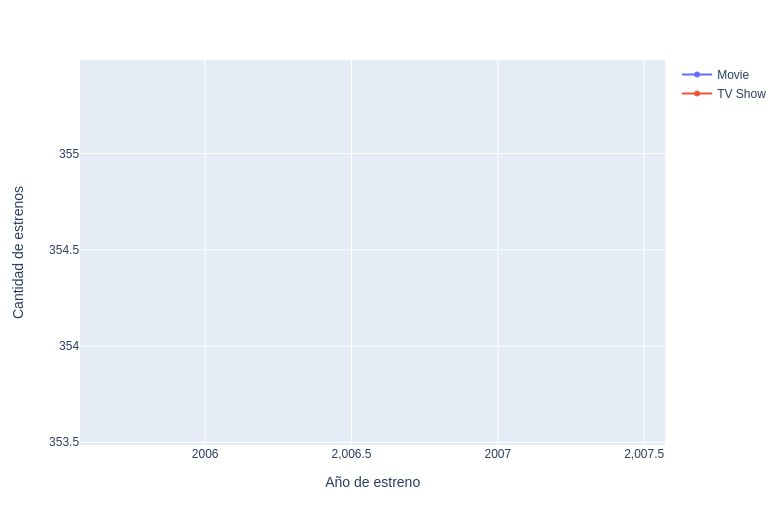 Movie
TV Show
355
354.5
354
353.5
Cantidad de estrenos
2006
2,006.5
2007
2,007.5
Año de estreno